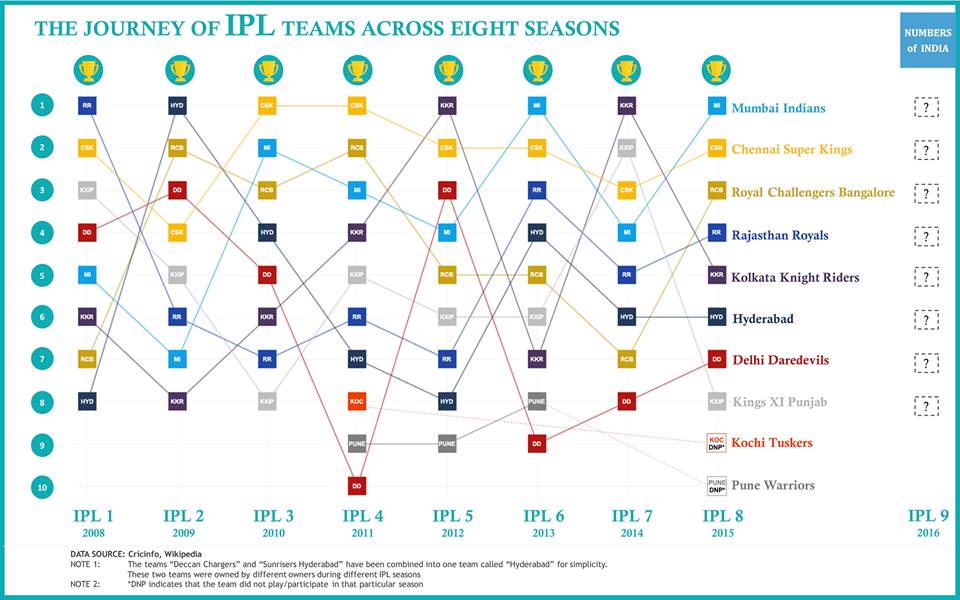 THE JOURNEY OF IPL TEAMS ACROSS EIGHT SEASONS
NUMBERS
of INDIA
1 RR HYD CSK CSK KKR MI KKR MI Mumbai Indians ?
2 CSK RCB MI RCB CSK CSK KXIP CSK Chennai Super Kings ?
3 KXIP DD RCB MI DD RR CSK RCB Royal Challengers Bangalore ?
4 DD CSK HYD KKR MI HYD MI RR Rajasthan Royals ?
5 MI KXIP DD KXIP RCB RCB RR KKR Kolkata Knight Riders ?
6 KKR RR KKR RR KXIP KXIP HYD HYD Hyderabad ?
7 RCB MI RR HYD RR KKR RCB DD Delhi Daredevils ?
8 HYD KKR KXIP KOC HYD PUNE DD KXIP Kings XI Punjab ?
9 PUNE PUNE DD KOC DNP* Kochi Tuskers
10 DD PUNE DNP* Pune Warriors
IPL 1 IPL 2 IPL 3 IPL 4 IPL 5 IPL 6 IPL 7 IPL 8 IPL 9
2008 2009 2010 2011 2012 2013 2014 2015 2016
DATA SOURCE: Cricinfo, Wikipedia
NOTE 1: The teams “Deccan Chargers” and “Sunrisers Hyderabad” have been combined into one team called “Hyderabad” for simplicity.
These two teams were owned by different owners during different IPL seasons
NOTE 2: *DNP indicates that the team did not play/participate in that particular season